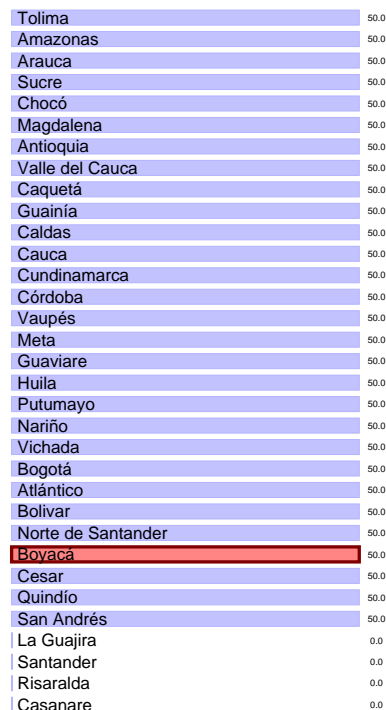 Tolima 50.0
Amazonas 50.0
Arauca 50.0
Sucre 50.0
Chocó 50.0
Magdalena 50.0
Antioquia 50.0
Valle del Cauca 50.0
Caquetá 50.0
Guainía 50.0
Caldas 50.0
Cauca 50.0
Cundinamarca 50.0
Córdoba 50.0
Vaupés 50.0
Meta 50.0
Guaviare 50.0
Huila 50.0
Putumayo 50.0
Nariño 50.0
Vichada 50.0
Bogotá 50.0
Atlántico 50.0
Bolivar 50.0
Norte de Santander 50.0
Boyacá 50.0
Cesar 50.0
Quindío 50.0
San Andrés 50.0
La Guajira 0.0
Santander 0.0
Risaralda 0.0
Casanare 0.0